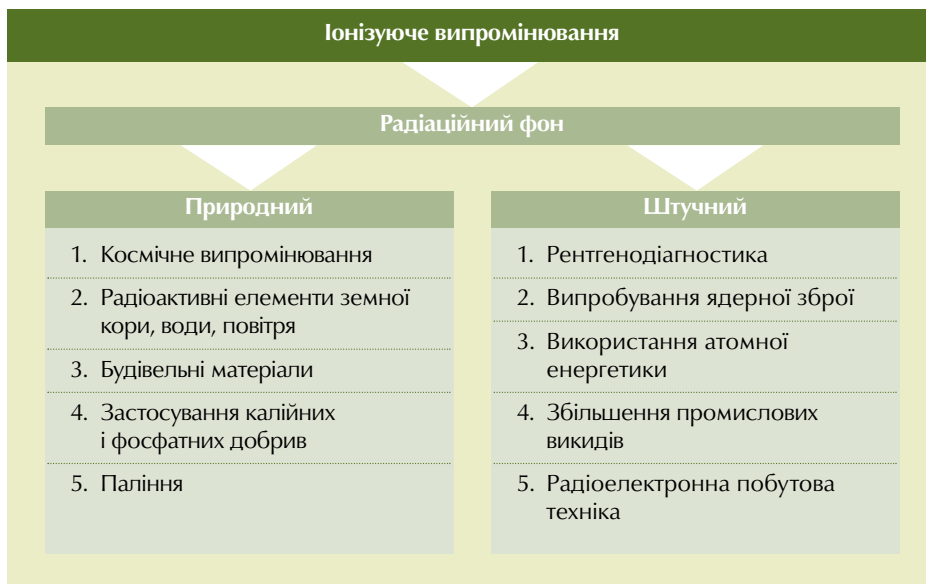 Іонізуюче випромінювання
Радіаційний фон
Природний
1. Космічне випромінювання
2. Радіоактивні елементи земної
кори, води, повітря
3. Будівельні матеріали
4. Застосування калійних
і фосфатних добрив
5. Паління
Штучний
1. Рентгенодіагностика
2. Випробування ядерної зброї
3. Використання атомної
енергетики
4. Збільшення промислових
викидів
5. Радіоелектронна побутова
техніка